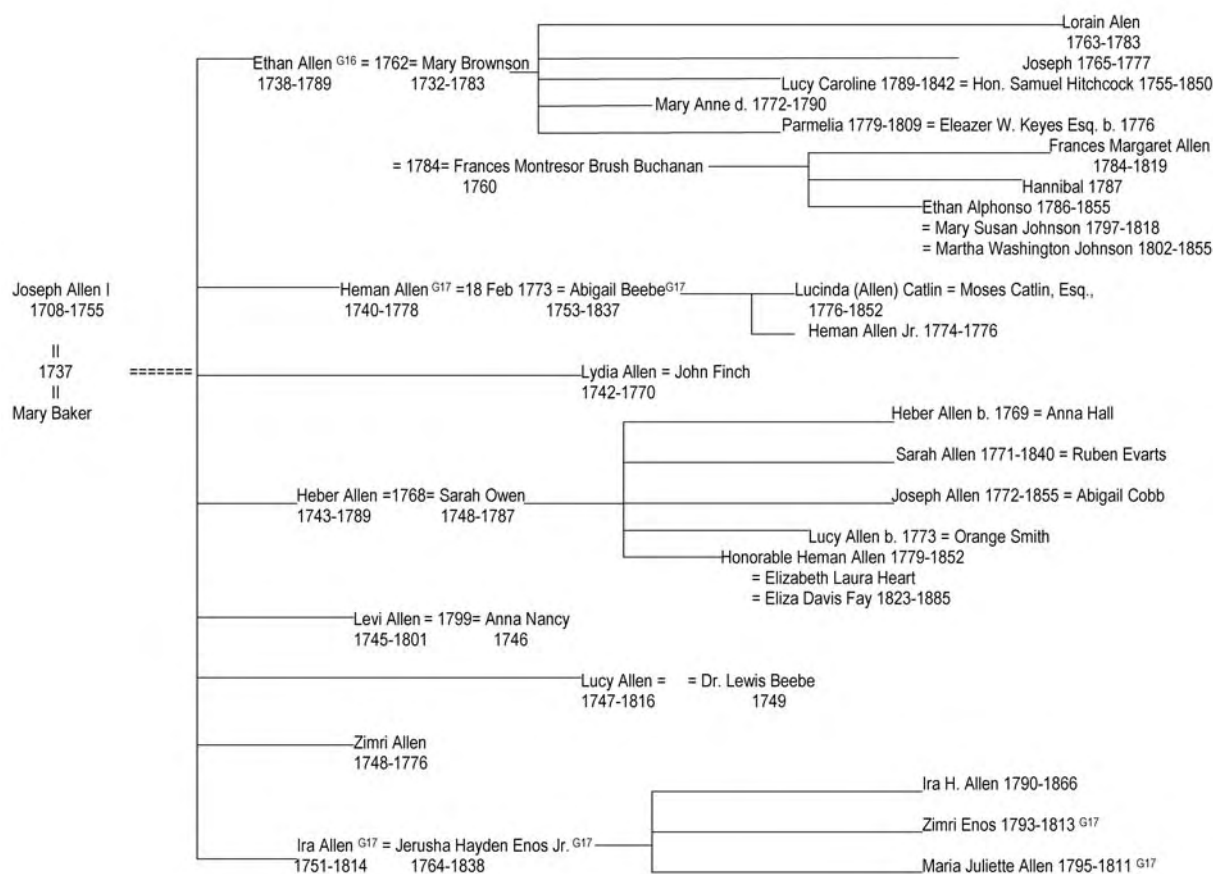 Lorain Alen
1763-1783
Ethan Allen G16 = 1762= Mary Brownson
1738-1789 1732-1783
Joseph 1765-1777
Lucy Caroline 1789-1842 = Hon. Samuel Hitchcock 1755-1850
Mary Anne d. 1772-1790
Parmelia 1779-1809 = Eleazer W. Keyes Esq. b. 1776
= 1784= Frances Montresor Brush Buchanan
1760
Frances Margaret Allen
1784-1819
Hannibal 1787
Ethan Alphonso 1786-1855
= Mary Susan Johnson 1797-1818
= Martha Washington Johnson 1802-1855
Joseph Allen I
1708-1755
||
1737 =======
||
Mary Baker
Heman Allen G17 =18 Feb 1773 = Abigail Beebe G17
1740-1778 1753-1837
Lucinda (Allen) Catlin = Moses Catlin, Esq.,
1776-1852
Heman Allen Jr. 1774-1776
Lydia Allen = John Finch
1742-1770
Heber Allen =1768= Sarah Owen
1743-1789 1748-1787
Heber Allen b. 1769 = Anna Hall
Sarah Allen 1771-1840 = Ruben Evarts
Joseph Allen 1772-1855 = Abigail Cobb
Lucy Allen b. 1773 = Orange Smith
Honorable Heman Allen 1779-1852
= Elizabeth Laura Heart
= Eliza Davis Fay 1823-1885
Levi Allen = 1799= Anna Nancy
1745-1801 1746
Lucy Allen = = Dr. Lewis Beebe
1747-1816 1749
Zimri Allen
1748-1776
Ira Allen G17 = Jerusha Hayden Enos Jr. G17
1751-1814 1764-1838
Ira H. Allen 1790-1866
Zimri Enos 1793-1813 G17
Maria Juliette Allen 1795-1811 G17